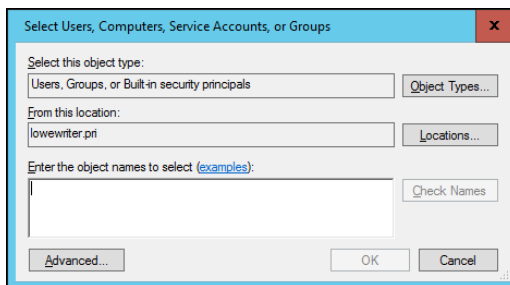 Select Users, Computers, Service Accounts, or Groups
x
Select this object type:
Users, Groups, or Built-in security principals
Object Types...
From this location:
lowewriter.pri
Locations...
Enter the object names to select (examples):
Check Names
Advanced...
OK
Cancel